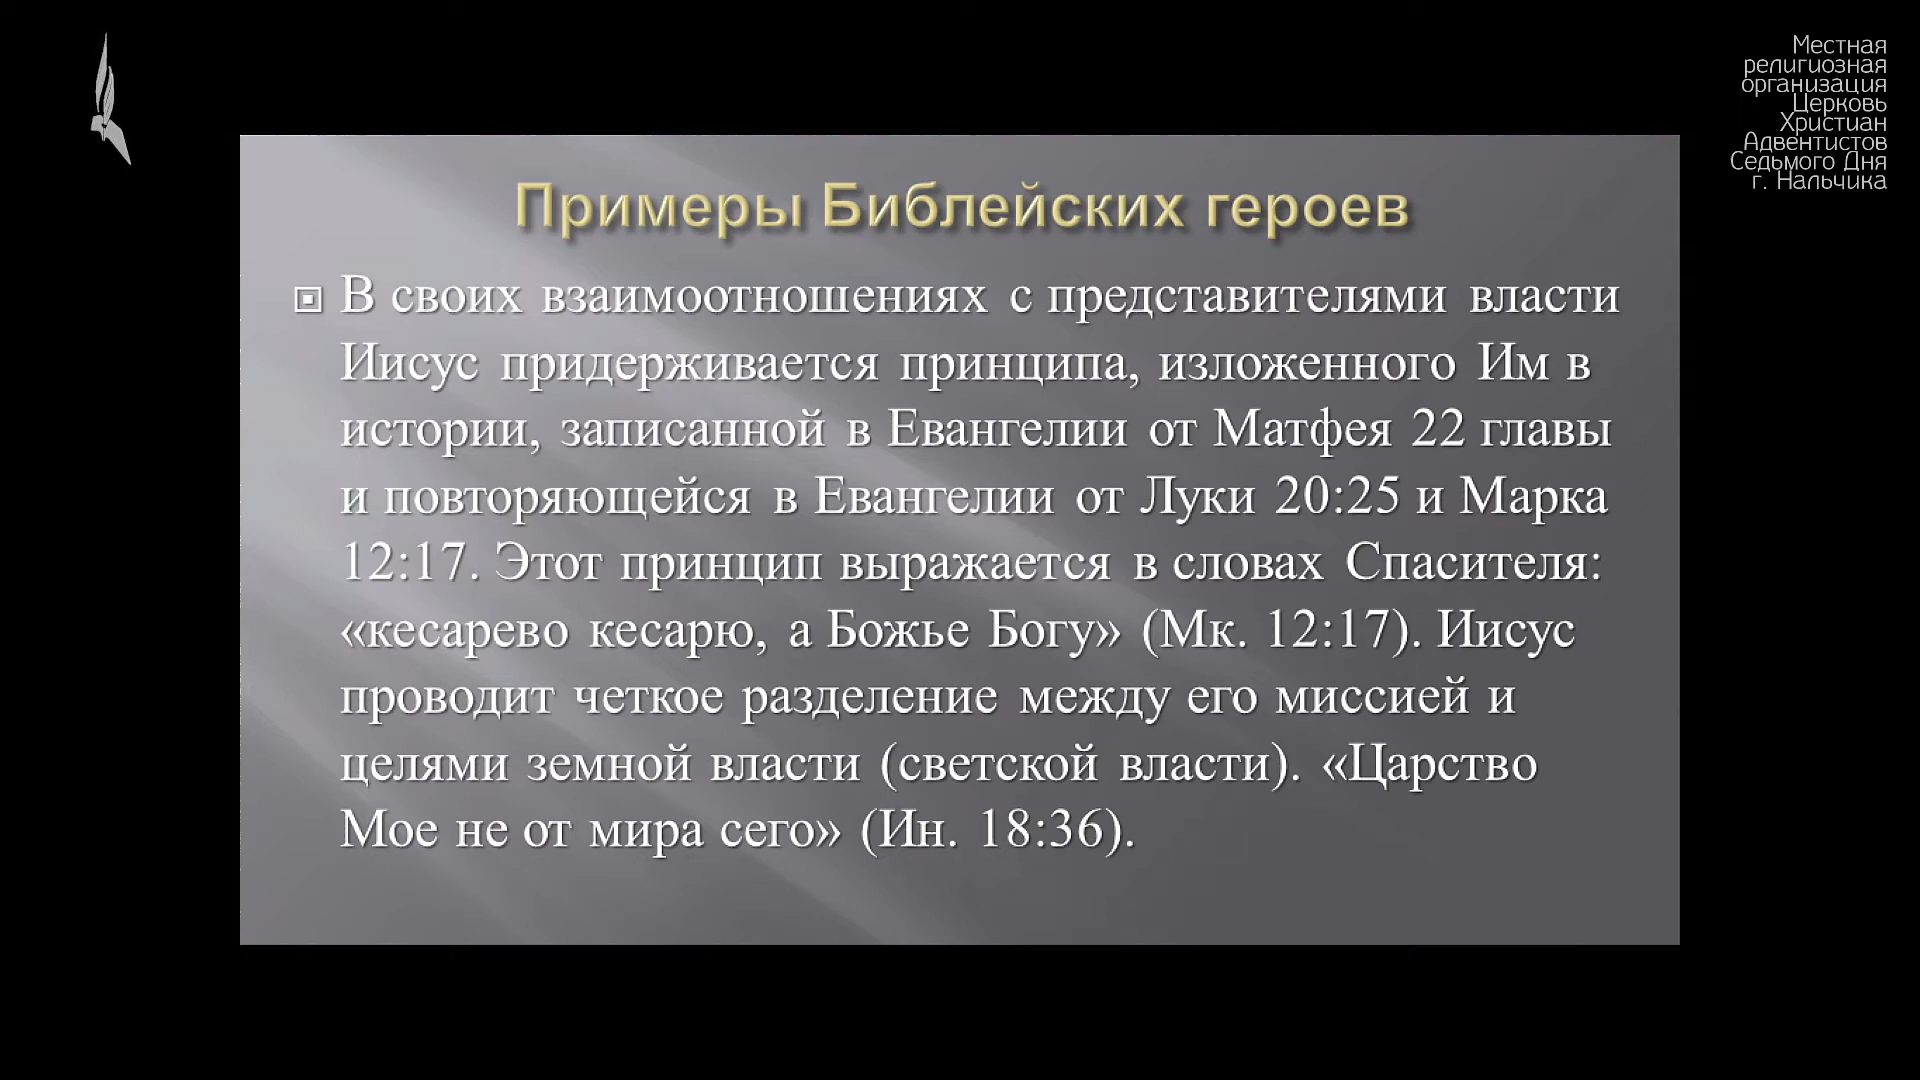 Местная
религиозная
организация
Церковь
Христиан
Адвентистов
Седьмого Дня
г. Нальчика
Примеры Библейских героев
В своих взаимоотношениях с представителями власти
Иисус придерживается принципа, изложенного Им в
истории, записанной в Евангелии от Матфея 22 главы
и повторяющейся в Евангелии от Луки 20:25 и Марка
12:17. Этот принцип выражается в словах Спасителя:
«кесарево кесарю, а Божье Богу» (Мк. 12:17). Иисус
проводит четкое разделение между его миссией и
целями земной власти (светской власти). «Царство
Мое не от мира сего» (Ин. 18:36).